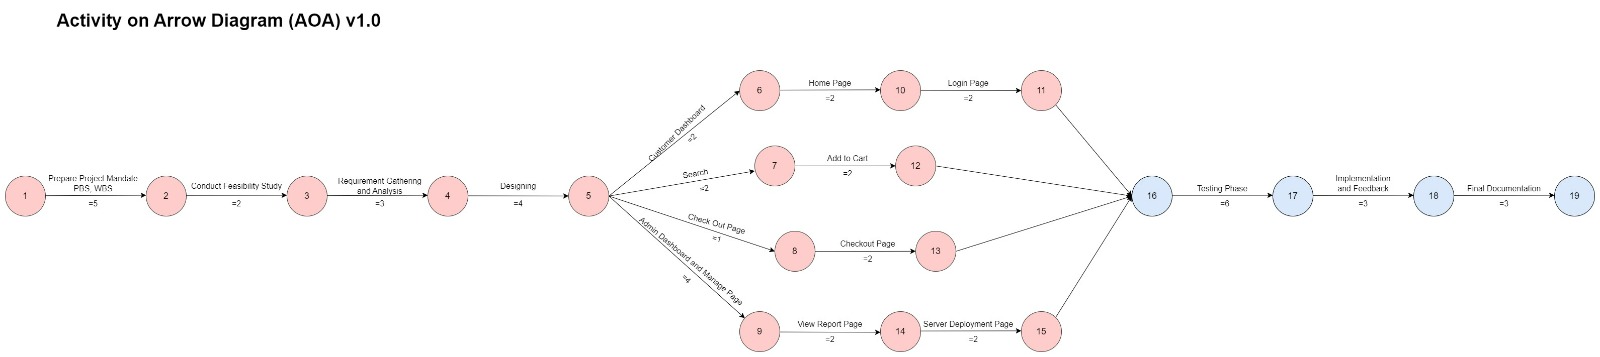 Activity on Arrow Diagram (AOA) v1.0
1
Prepare Project Mandale
PBS, WBS
=5
2
Conduct Feasibility Study
=2
3
Requirement Gathering
and Analysis
=3
4
Designing
=4
5
Customer Dashboard
=2
6
Home Page
=2
10
Login Page
=2
11
Search
=2
7
Add to Cart
=2
12
Check Out Page
=1
8
Checkout Page
=2
13
Admin Dashboard and Manage Page
=4
9
View Report Page
=2
14
Server Deployment Page
=2
15
16
Testing Phase
=6
17
Implementation
and Feedback
=3
18
Final Documentation
=3
19